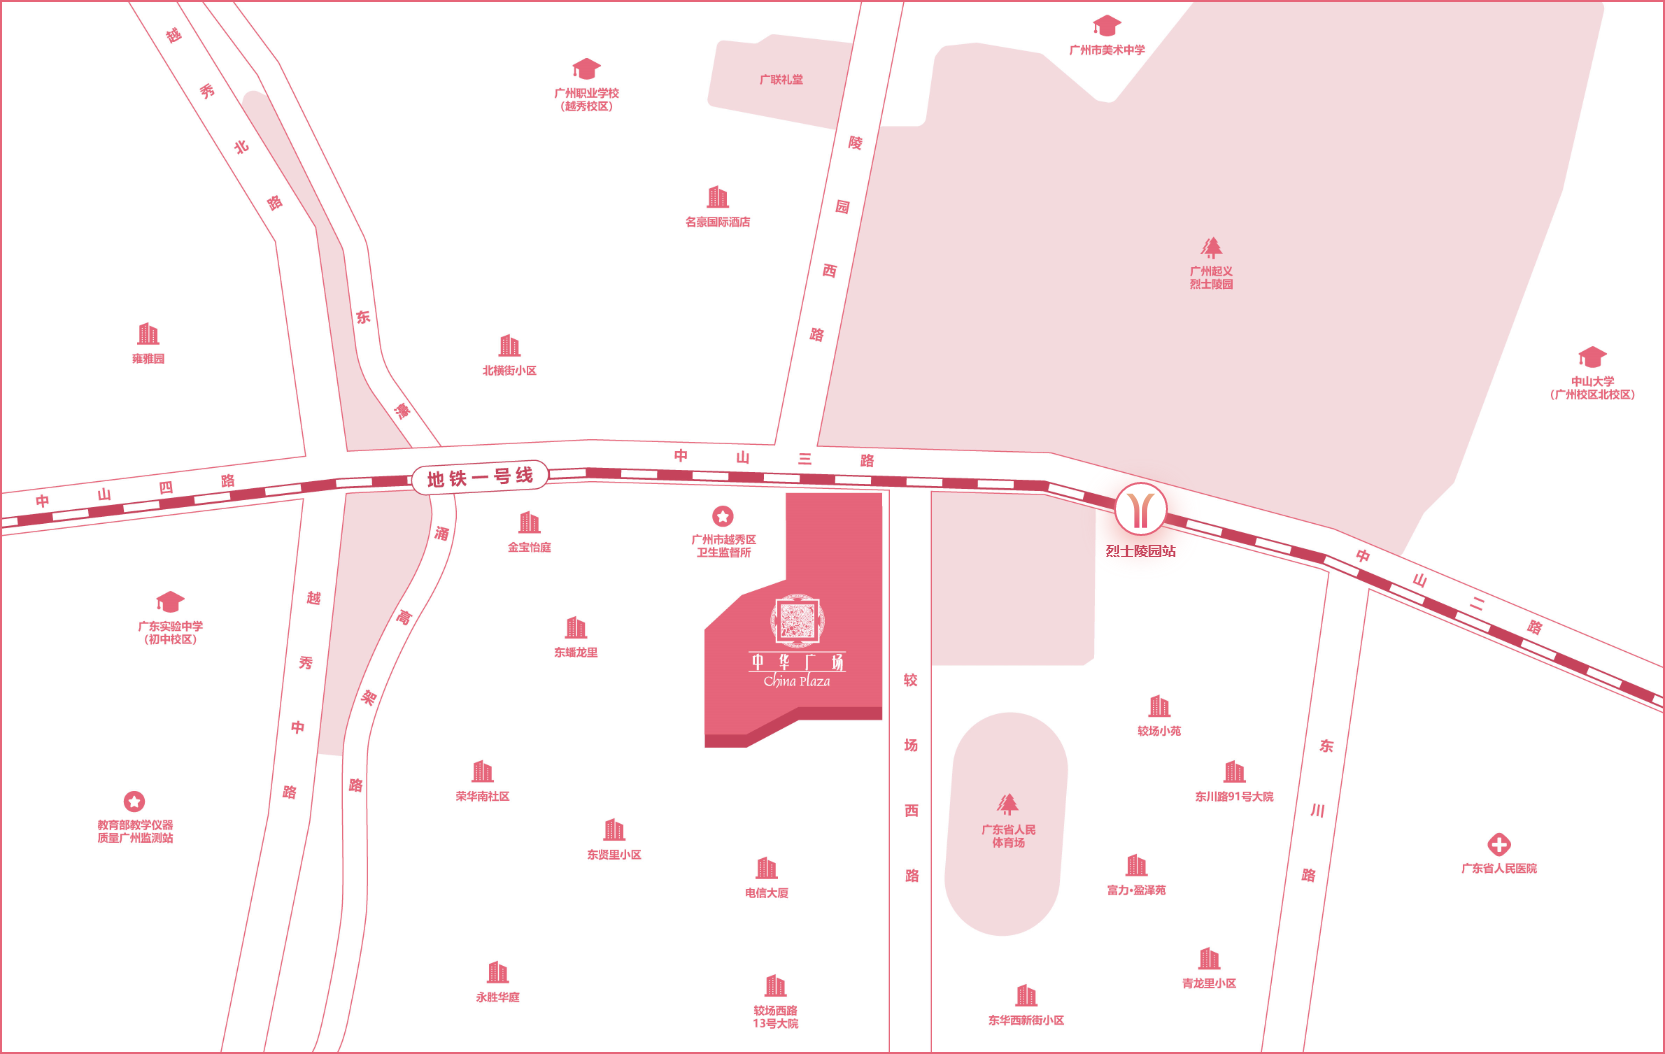 越秀北路
广州市美术中学
广州职业学校
（越秀校区）
广联礼堂
陵园西路
名豪国际酒店
广州起义
烈士陵园
东濠涌高架路
雍雅园
北横街小区
中山大学
（广州校区北校区）
中山四路
地铁一号线
中山三路
中山二路
烈士陵园站
金宝怡庭
广州市越秀区
卫生监督所
广东实验中学
（初中校区）
越秀中路
东墦龙里
中华广场
China Plaza
较场西路
较场小苑
东川路
荣华南社区
东川路91号大院
教育部教学仪器
质量广州监测站
广东省人民
体育场
东贤里小区
电信大厦
富力·盈泽苑
广东省人民医院
永胜华庭
较场西路
13号大院
青龙里小区
东华西新街小区